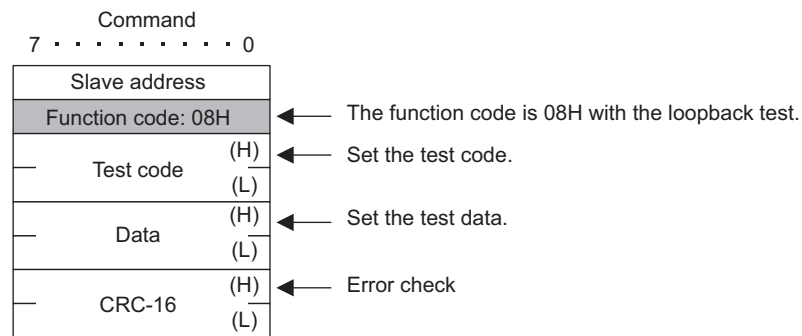 Command
7 · · · · · · · · · 0
Slave address
Function code: 08H
The function code is 08H with the loopback test.
Test code
(H)
(L)
Set the test code.
Data
(H)
(L)
Set the test data.
CRC-16
(H)
(L)
Error check